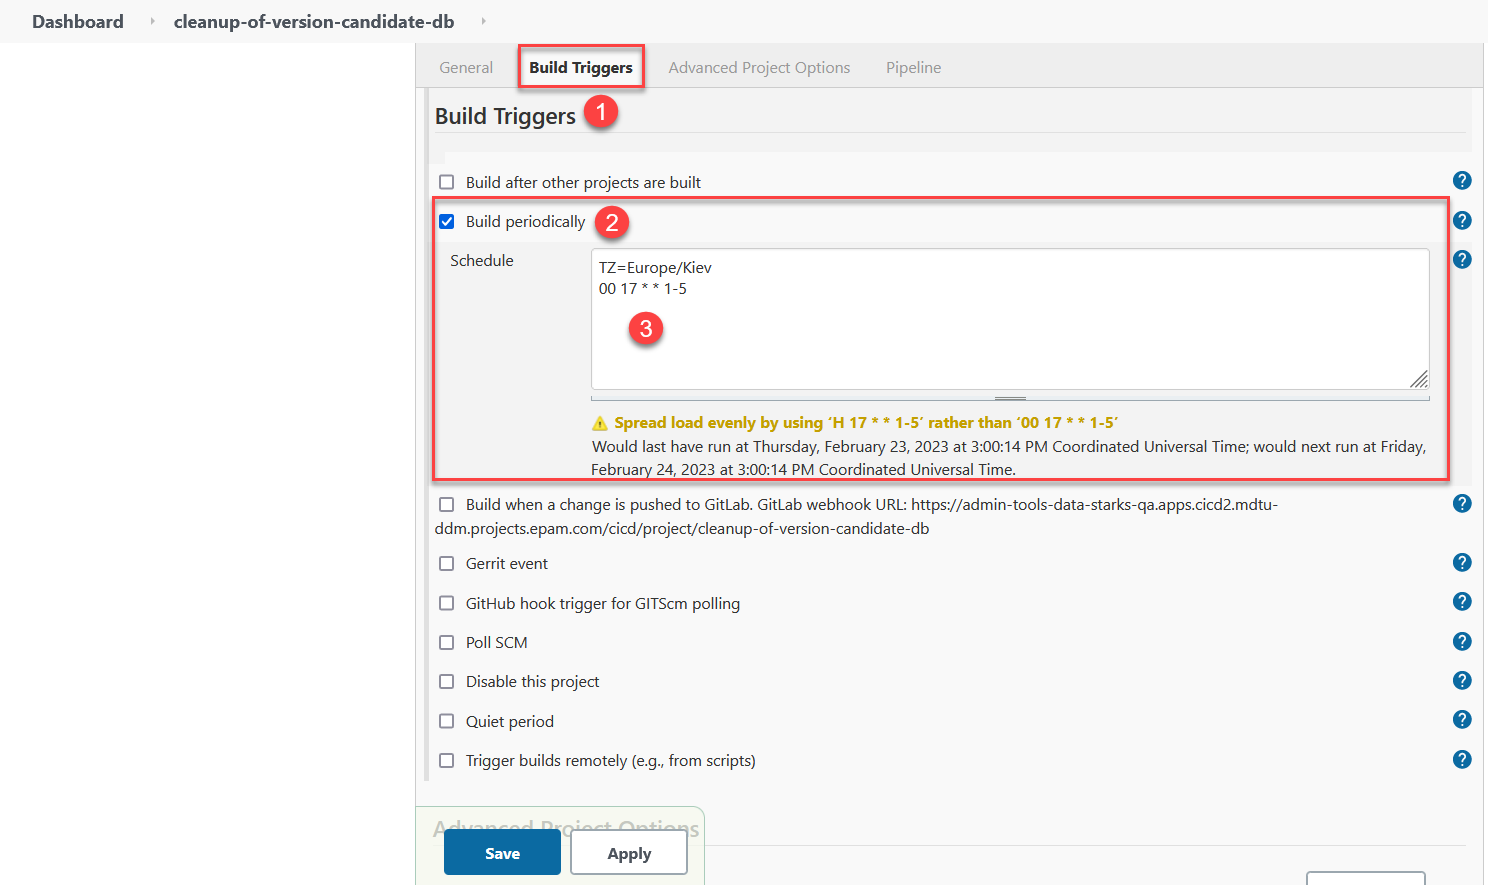 Dashboard cleanup-of-version-candidate-db
General Build Triggers Advanced Project Options Pipeline
Build Triggers 1
Build after other projects are built ?
Build periodically 2 ?
Schedule ?
TZ=Europe/Kiev
00 17 * * 1-5
3
Spread load evenly by using ‘H 17 * * 1-5’ rather than ‘00 17 * * 1-5’
Would last have run at Thursday, February 23, 2023 at 3:00:14 PM Coordinated Universal Time; would next run at Friday,
February 24, 2023 at 3:00:14 PM Coordinated Universal Time.
Build when a change is pushed to GitLab. GitLab webhook URL: https://admin-tools-data-starks-qa.apps.cicd2.mdtu- ?
ddm.projects.epam.com/cicd/project/cleanup-of-version-candidate-db
Gerrit event ?
GitHub hook trigger for GITScm polling ?
Poll SCM ?
Disable this project ?
Quiet period ?
Trigger builds remotely (e.g., from scripts) ?
Advanced Project Options
Save Apply